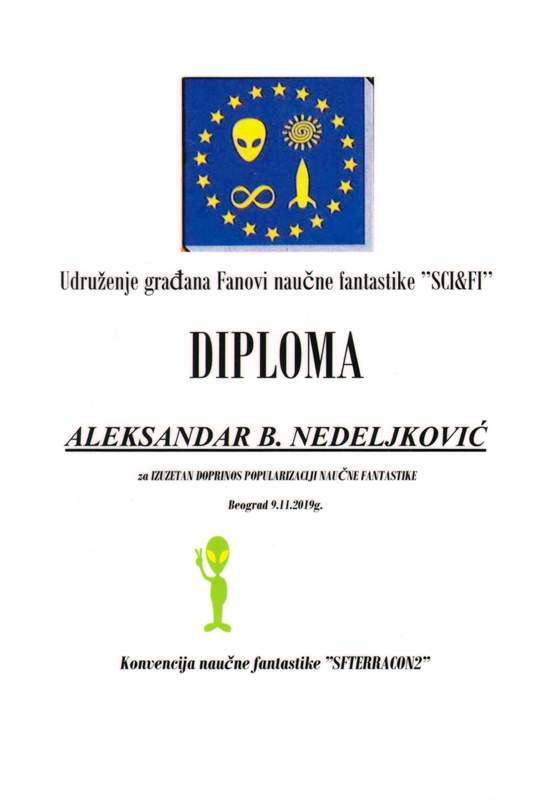 Udruženje građana Fanovi naučne fantastike ”SCI&FI”
DIPLOMA
ALEKSANDAR B. NEDELJKOVIĆ
za IZUZETAN DOPRINOS POPULARIZACIJI NAUČNE FANTASTIKE
Beograd 9.11.2019g.
Konvencija naučne fantastike ”SFTERRACON2”